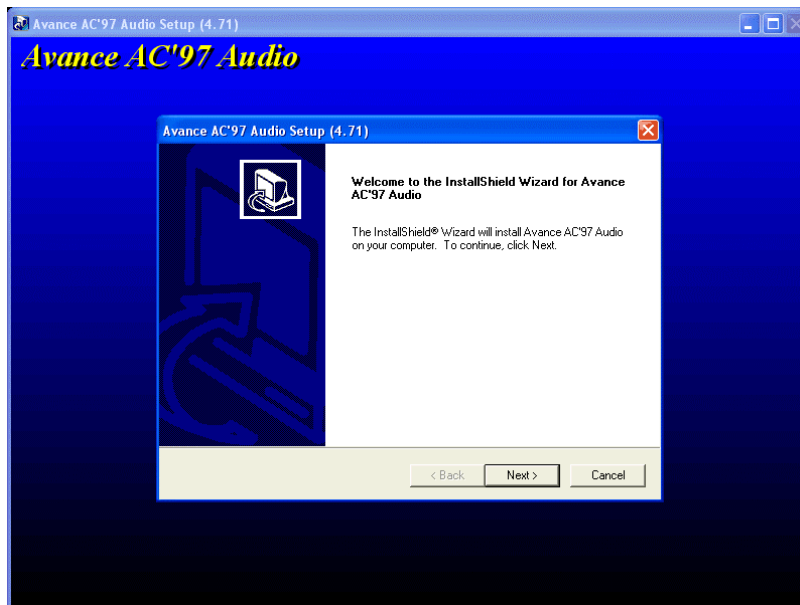 Avance AC'97 Audio Setup (4.71)
Avance AC'97 Audio
Avance AC'97 Audio Setup (4.71)
Welcome to the InstallShield Wizard for Avance
AC'97 Audio
The InstallShield® Wizard will install Avance AC'97 Audio
on your computer. To continue, click Next.
< Back Next > Cancel